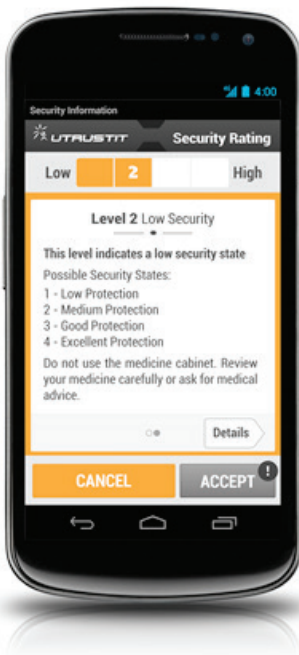 4:00
Security Information
UTRUSTIT Security Rating
Low 2 High
Level 2 Low Security
This level indicates a low security state
Possible Security States:
1 - Low Protection
2 - Medium Protection
3 - Good Protection
4 - Excellent Protection
Do not use the medicine cabinet. Review
your medicine carefully or ask for medical
advice.
Details
CANCEL
ACCEPT !